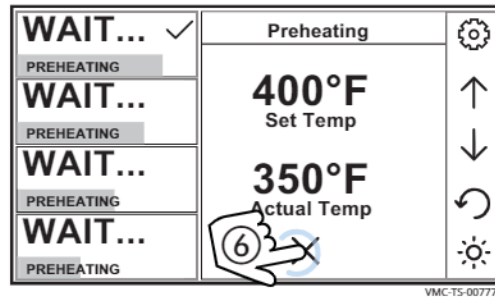 WAIT...
PREHEATING
WAIT...
PREHEATING
WAIT...
PREHEATING
WAIT...
PREHEATING
Preheating
400°F
Set Temp
350°F
Actual Temp
6
VMC-TS-00777